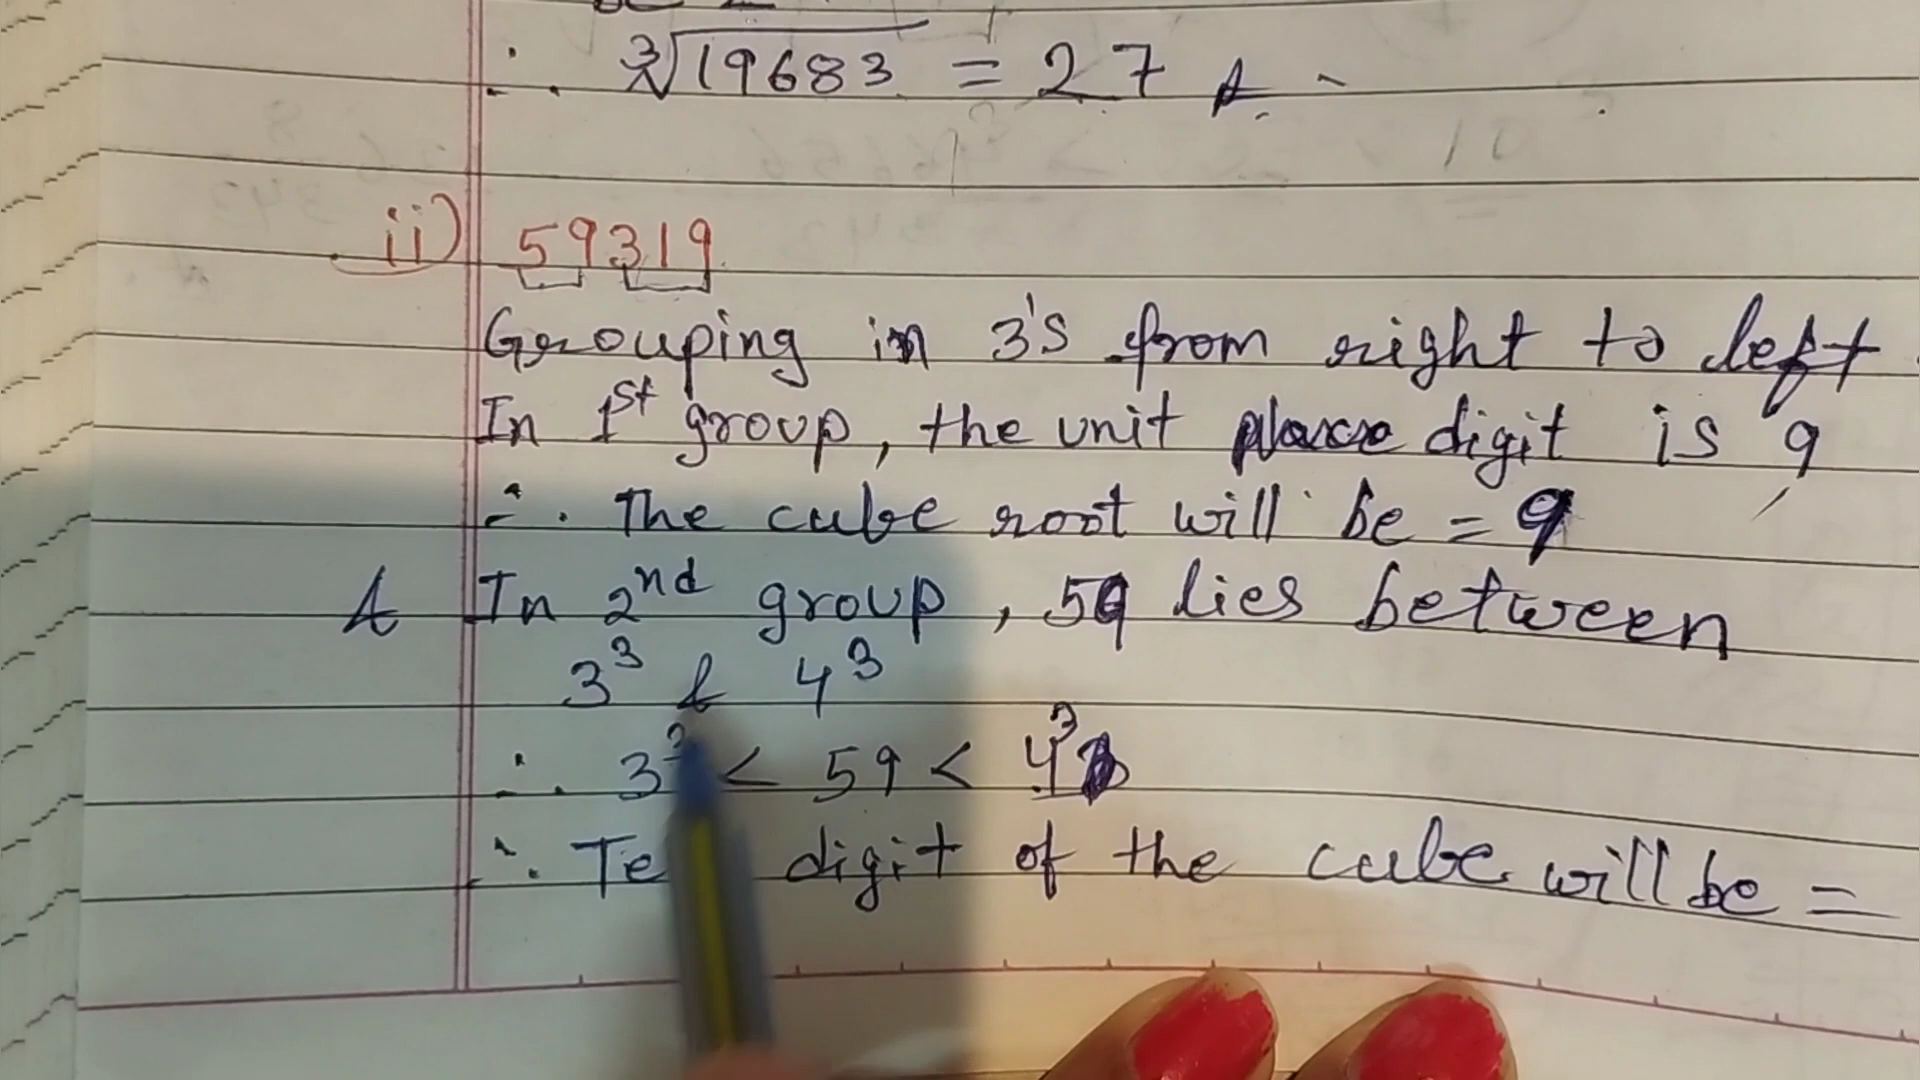 ∴ ∛19683 = 27 A.
ii) 59319
Grouping in 3's from right to left
In 1st group, the unit place digit is 9
∴ The cube root will be = 9
& In 2nd group, 59 lies between
3³ & 4³
∴ 3³ < 59 < 4³
∴ Te digit of the cube will be =